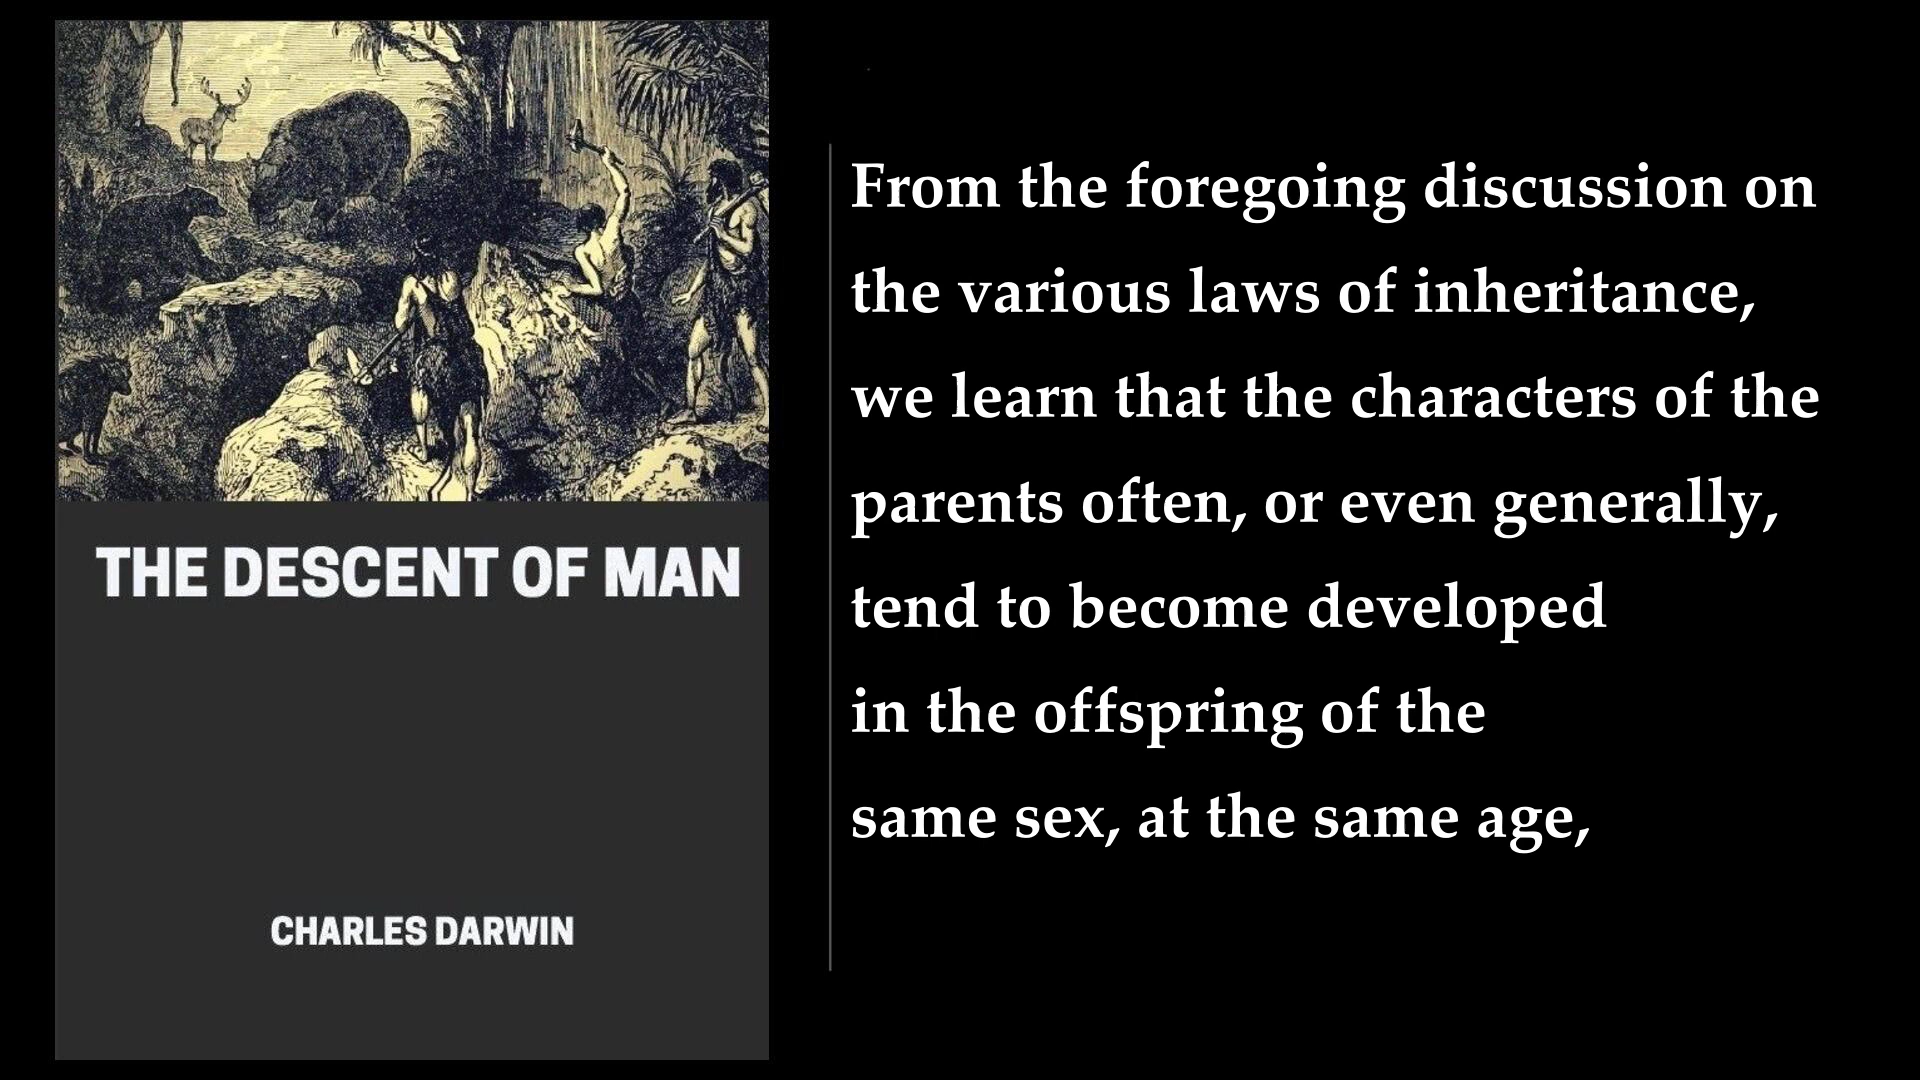 THE DESCENT OF MAN
CHARLES DARWIN
From the foregoing discussion on
the various laws of inheritance,
we learn that the characters of the
parents often, or even generally,
tend to become developed
in the offspring of the
same sex, at the same age,